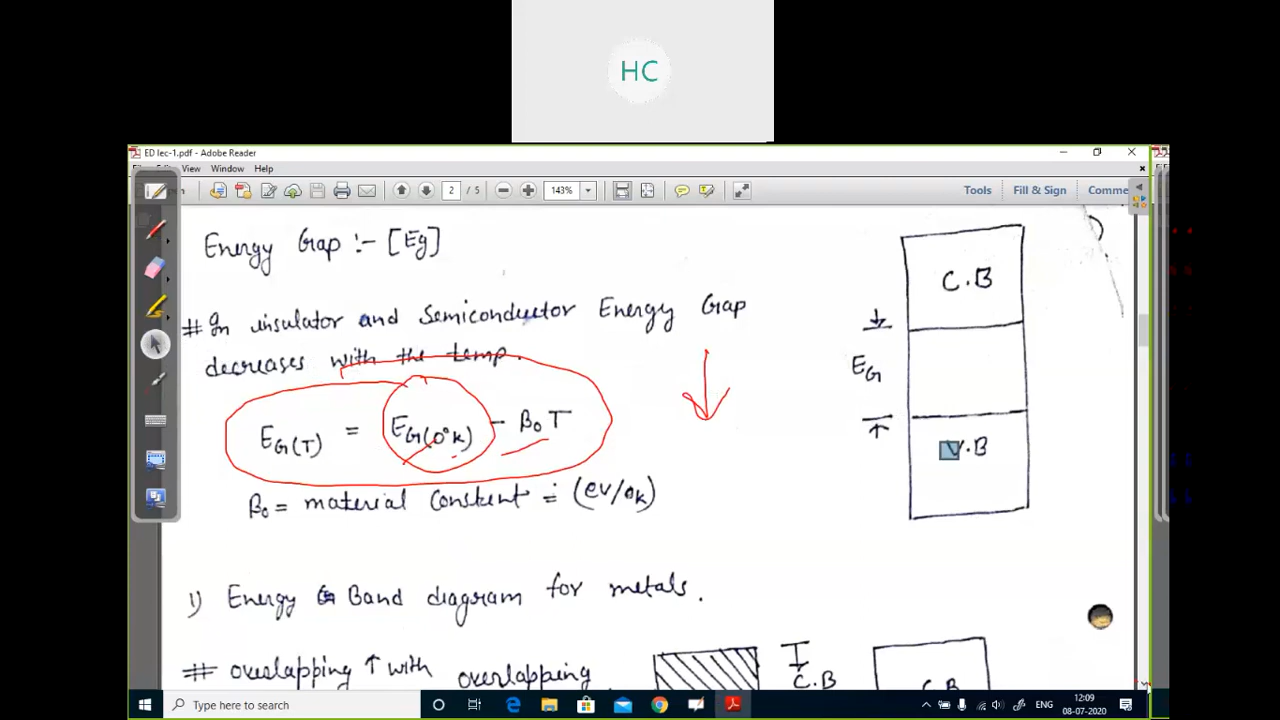 HC
ED lec-1.pdf - Adobe Reader
View Window Help
2 / 5 143% Tools Fill & Sign Comme
Energy Gap :- [Eg]
C.B
# In insulator and Semiconductor Energy Gap
decreases with the temp.
EG
EG(T) = EG(0°K) - β0 T
V.B
β0 = material constant = (eV/°K)
1) Energy Band diagram for metals.
# overlapping ↑ with overlapping
C.B
C.B
Type here to search
ENG
12:09
08-07-2020